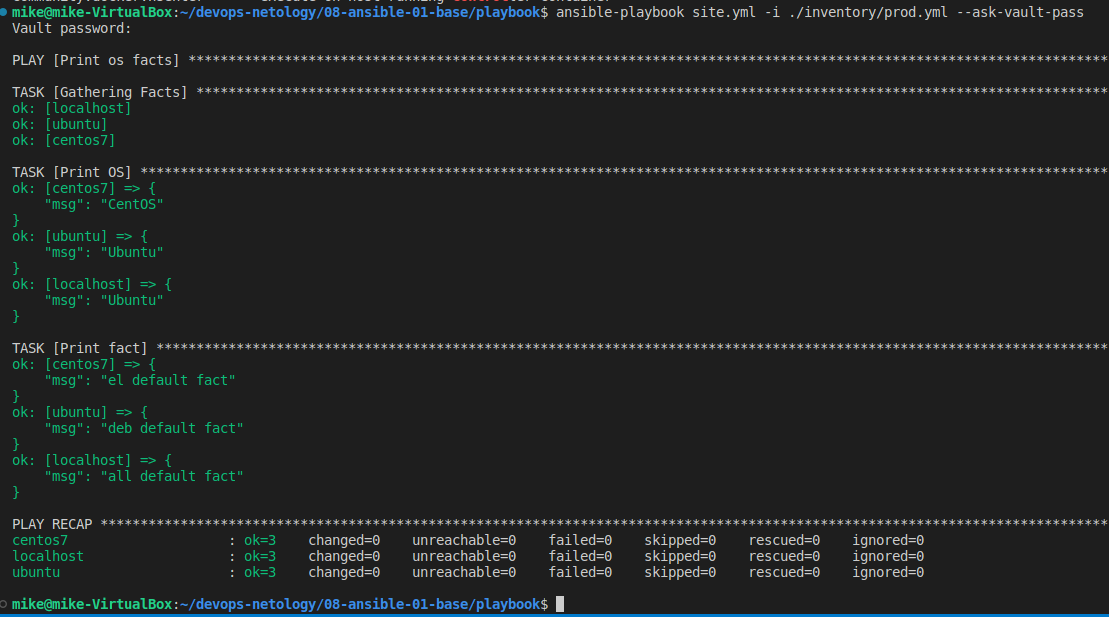 mike@mike-VirtualBox:~/devops-netology/08-ansible-01-base/playbook$ ansible-playbook site.yml -i ./inventory/prod.yml --ask-vault-pass
Vault password:
PLAY [Print os facts] *******************************************************************************************************************
TASK [Gathering Facts] ******************************************************************************************************************
ok: [localhost]
ok: [ubuntu]
ok: [centos7]
TASK [Print OS] *************************************************************************************************************************
ok: [centos7] => {
    "msg": "CentOS"
}
ok: [ubuntu] => {
    "msg": "Ubuntu"
}
ok: [localhost] => {
    "msg": "Ubuntu"
}
TASK [Print fact] ***********************************************************************************************************************
ok: [centos7] => {
    "msg": "el default fact"
}
ok: [ubuntu] => {
    "msg": "deb default fact"
}
ok: [localhost] => {
    "msg": "all default fact"
}
PLAY RECAP ******************************************************************************************************************************
centos7                    : ok=3    changed=0    unreachable=0    failed=0    skipped=0    rescued=0    ignored=0
localhost                  : ok=3    changed=0    unreachable=0    failed=0    skipped=0    rescued=0    ignored=0
ubuntu                     : ok=3    changed=0    unreachable=0    failed=0    skipped=0    rescued=0    ignored=0
mike@mike-VirtualBox:~/devops-netology/08-ansible-01-base/playbook$